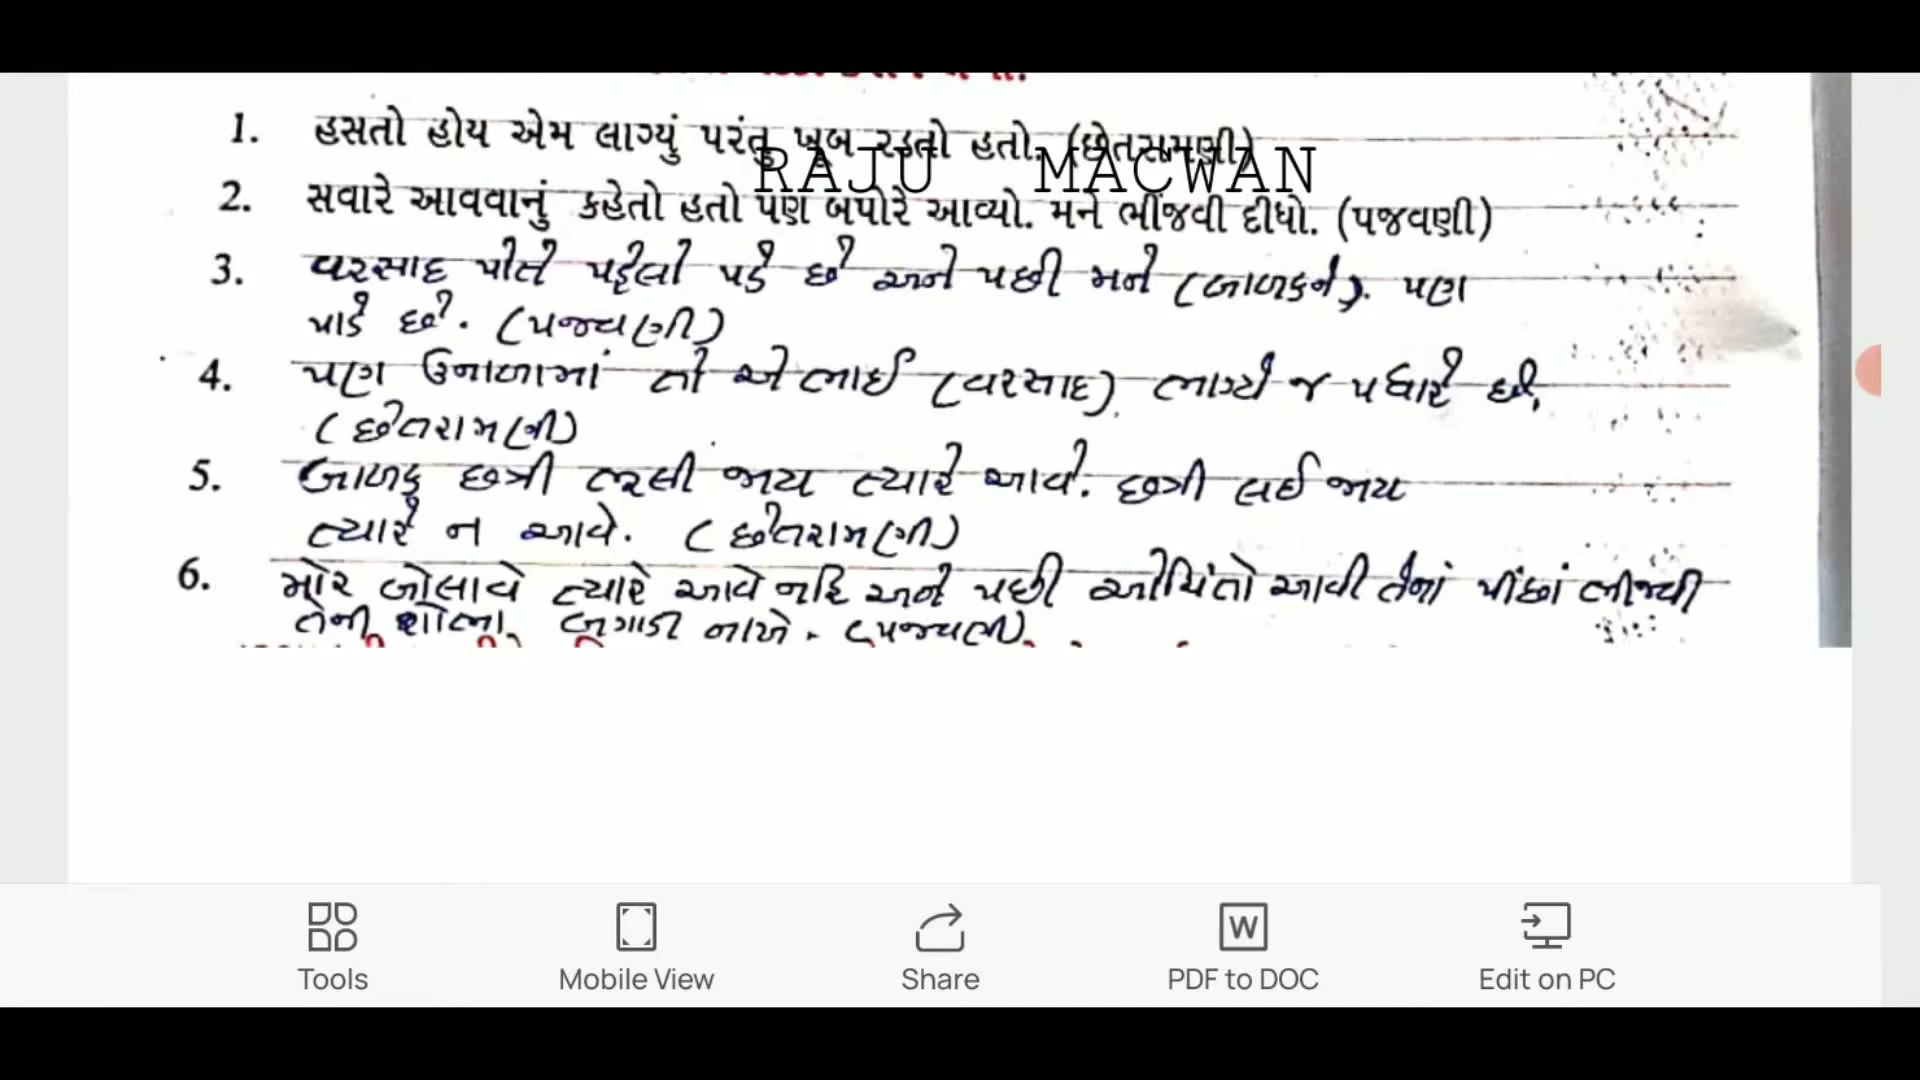 1. હસતો હોય એમ લાગ્યું પરંતુ ખૂબ રડતો હતો. (છેતરામણી)
RAJU MACWAN
2. સવારે આવવાનું કહેતો હતો પણ બપોરે આવ્યો. મને ભીંજવી દીધો. (પજવણી)
3. વરસાદ પોતે પહેલો પડે છે અને પછી મને (બાળકને). પણ
પાડે છે. (પજવણી)
4. પણ ઉનાળામાં તો એ ભાઈ (વરસાદ) ભાગ્યે જ પધારે છે.
(છેતરામણી)
5. બાળક છત્રી ભૂલી જાય ત્યારે આવે. છત્રી લઈ જાય
ત્યારે ન આવે. (છેતરામણી)
6. મોર બોલાવે ત્યારે આવે નહિ અને પછી ઓચિંતો આવી તેનાં પીંછાં ભીંજવી
તેની શોભા બગાડી નાખે. (પજવણી)
Tools
Mobile View
Share
PDF to DOC
Edit on PC